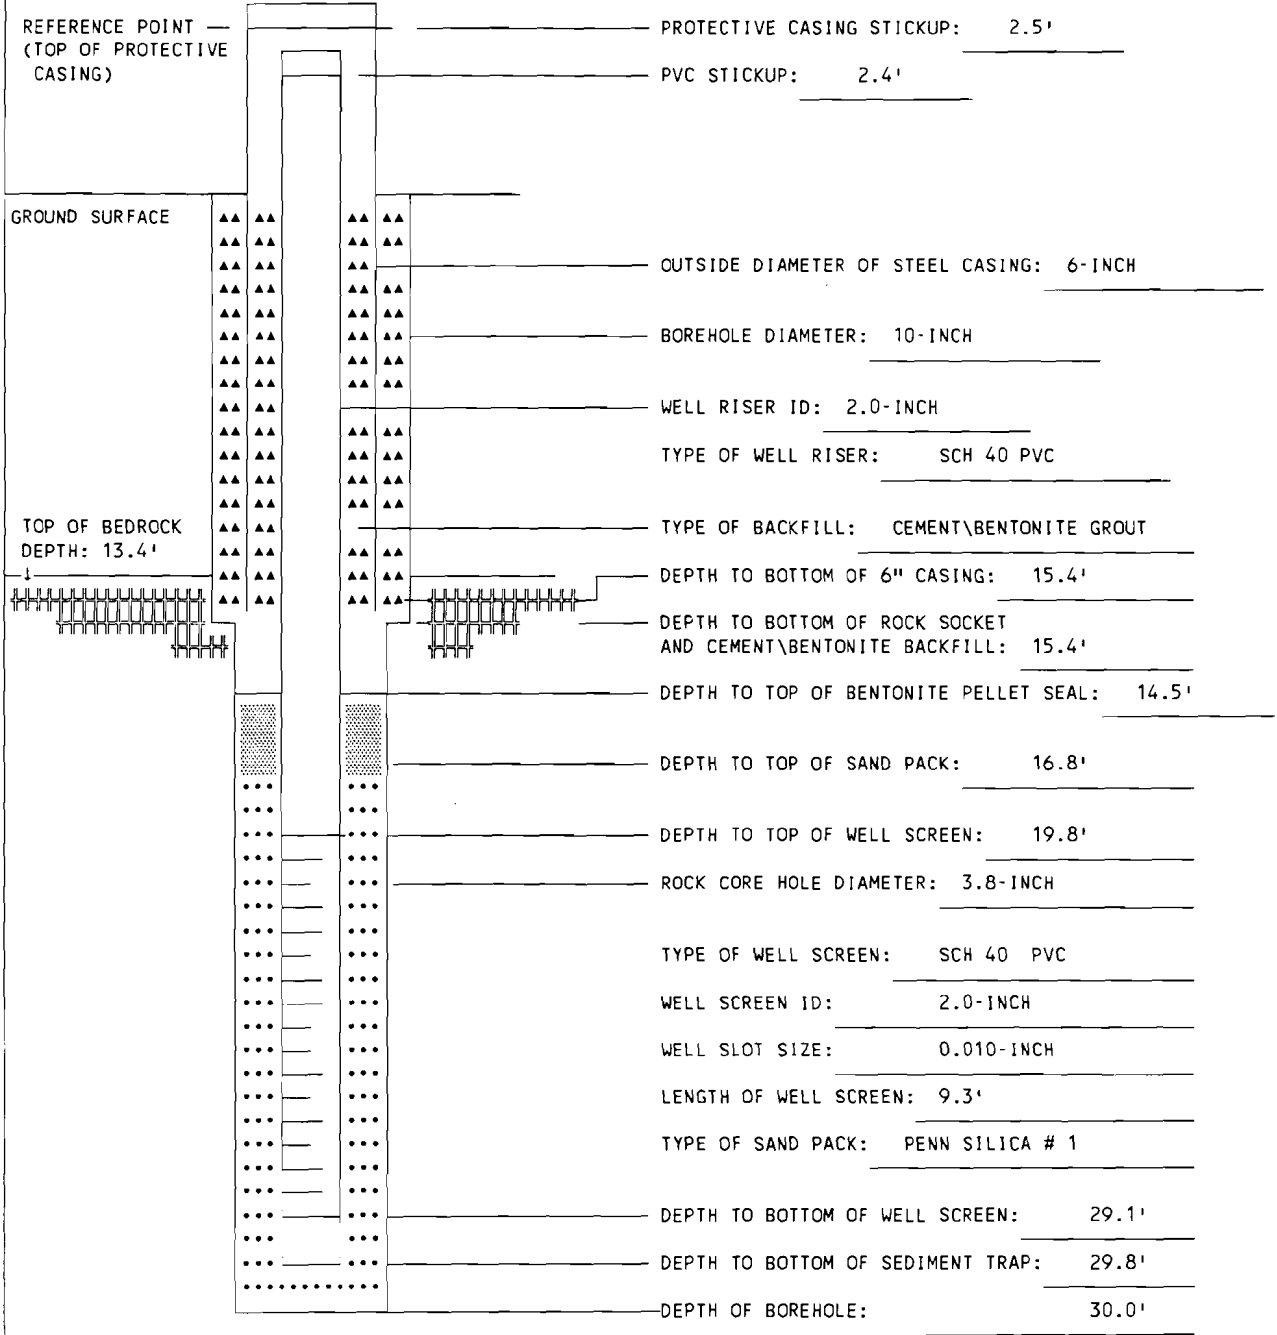 REFERENCE POINT
(TOP OF PROTECTIVE
CASING)
PROTECTIVE CASING STICKUP: 2.5'
PVC STICKUP: 2.4'
GROUND SURFACE
OUTSIDE DIAMETER OF STEEL CASING: 6-INCH
BOREHOLE DIAMETER: 10-INCH
WELL RISER ID: 2.0-INCH
TYPE OF WELL RISER: SCH 40 PVC
TOP OF BEDROCK
DEPTH: 13.4'
TYPE OF BACKFILL: CEMENT\BENTONITE GROUT
DEPTH TO BOTTOM OF 6" CASING: 15.4'
DEPTH TO BOTTOM OF ROCK SOCKET
AND CEMENT\BENTONITE BACKFILL: 15.4'
DEPTH TO TOP OF BENTONITE PELLET SEAL: 14.5'
DEPTH TO TOP OF SAND PACK: 16.8'
DEPTH TO TOP OF WELL SCREEN: 19.8'
ROCK CORE HOLE DIAMETER: 3.8-INCH
TYPE OF WELL SCREEN: SCH 40 PVC
WELL SCREEN ID: 2.0-INCH
WELL SLOT SIZE: 0.010-INCH
LENGTH OF WELL SCREEN: 9.3'
TYPE OF SAND PACK: PENN SILICA # 1
DEPTH TO BOTTOM OF WELL SCREEN: 29.1'
DEPTH TO BOTTOM OF SEDIMENT TRAP: 29.8'
DEPTH OF BOREHOLE: 30.0'